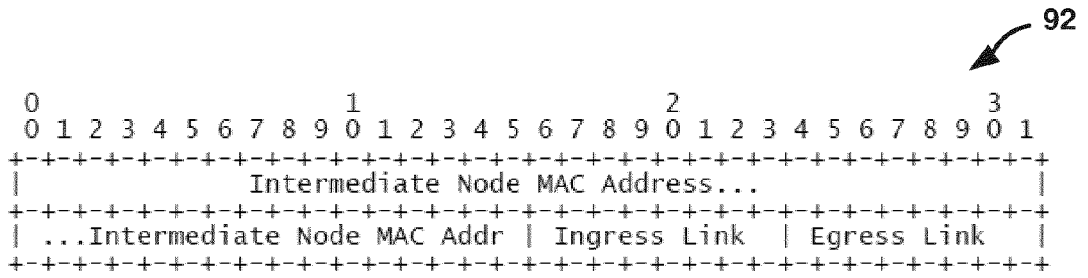 92
0                   1                   2                   3
0 1 2 3 4 5 6 7 8 9 0 1 2 3 4 5 6 7 8 9 0 1 2 3 4 5 6 7 8 9 0 1
+-+-+-+-+-+-+-+-+-+-+-+-+-+-+-+-+-+-+-+-+-+-+-+-+-+-+-+-+-+-+-+-+
|              Intermediate Node MAC Address...                 |
+-+-+-+-+-+-+-+-+-+-+-+-+-+-+-+-+-+-+-+-+-+-+-+-+-+-+-+-+-+-+-+-+
| ...Intermediate Node MAC Addr | Ingress Link  | Egress Link   |
+-+-+-+-+-+-+-+-+-+-+-+-+-+-+-+-+-+-+-+-+-+-+-+-+-+-+-+-+-+-+-+-+